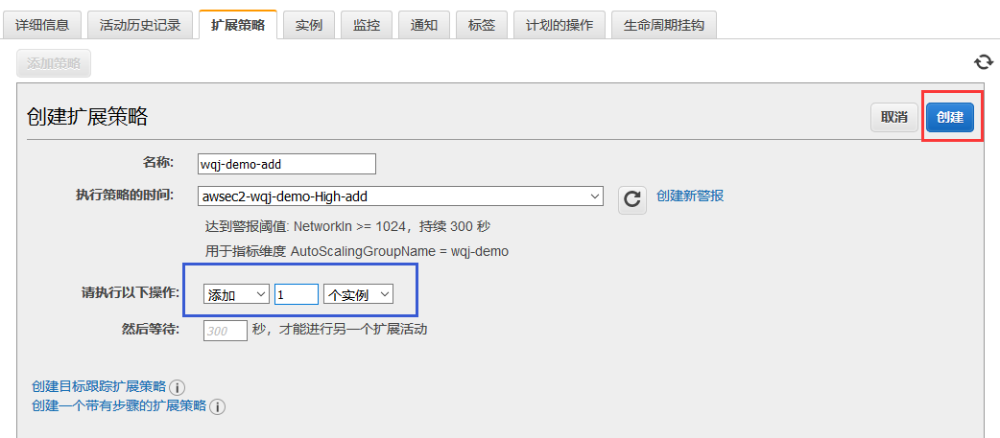 详细信息 活动历史记录 扩展策略 实例 监控 通知 标签 计划的操作 生命周期挂钩
添加策略
创建扩展策略 取消 创建
名称: wqj-demo-add
执行策略的时间: awsec2-wqj-demo-High-add 创建新警报
达到警报阈值: NetworkIn >= 1024，持续 300 秒
用于指标维度 AutoScalingGroupName = wqj-demo
请执行以下操作: 添加 1 个实例
然后等待: 300 秒，才能进行另一个扩展活动
创建目标跟踪扩展策略
创建一个带有步骤的扩展策略